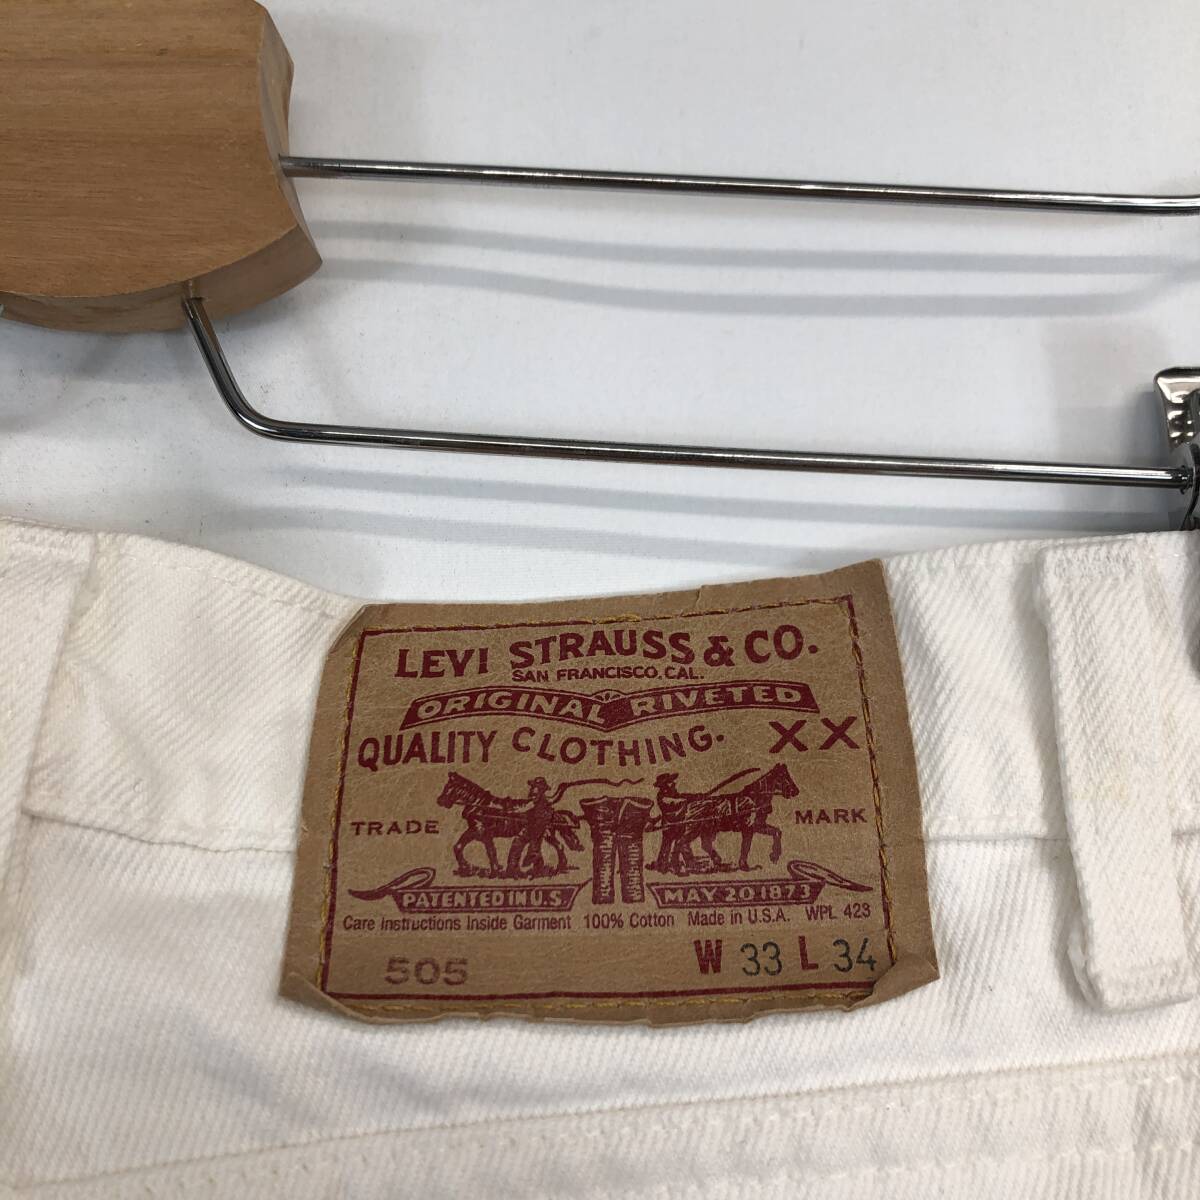 LEVI STRAUSS & CO.
SAN FRANCISCO, CAL.
ORIGINAL RIVETED
QUALITY CLOTHING. XX
TRADE MARK
PATENTED IN U.S. MAY 20 1873
Care Instructions Inside Garment 100% Cotton Made in U.S.A. WPL 423
505 W 33 L 34